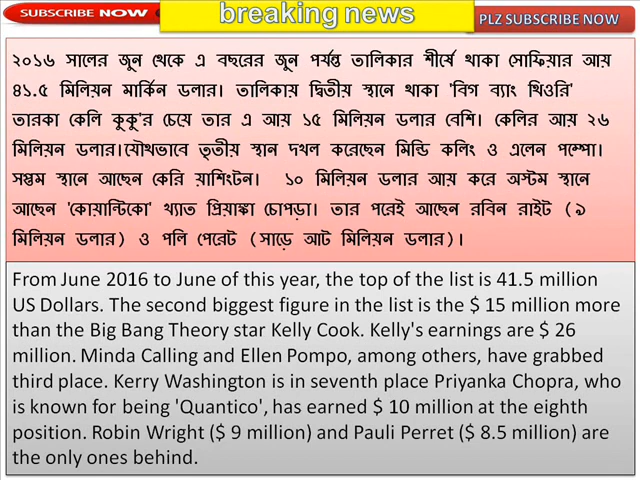 SUBSCRIBE NOW breaking news PLZ SUBSCRIBE NOW
২০১৬ সালের জুন থেকে এ বছরের জুন পর্যন্ত তালিকার শীর্ষে থাকা সোফিয়ার আয়
৪১.৫ মিলিয়ন মার্কিন ডলার। তালিকায় দ্বিতীয় স্থানে থাকা 'বিগ ব্যাং থিওরি'
তারকা কেলি কুকু'র চেয়ে তার এ আয় ১৫ মিলিয়ন ডলার বেশি। কেলির আয় ২৬
মিলিয়ন ডলার।যৌথভাবে তৃতীয় স্থান দখল করেছেন মিন্ডি কলিং ও এলেন পম্পো।
সপ্তম স্থানে আছেন কেরি য়াশিংটন। ১০ মিলিয়ন ডলার আয় করে অস্টম স্থানে
আছেন 'কোয়ান্টিকো' খ্যাত প্রিয়াঙ্কা চোপড়া। তার পরেই আছেন রবিন রাইট (৯
মিলিয়ন ডলার) ও পলি পেরেট (সাড়ে আট মিলিয়ন ডলার)।
From June 2016 to June of this year, the top of the list is 41.5 million
US Dollars. The second biggest figure in the list is the $ 15 million more
than the Big Bang Theory star Kelly Cook. Kelly's earnings are $ 26
million. Minda Calling and Ellen Pompo, among others, have grabbed
third place. Kerry Washington is in seventh place Priyanka Chopra, who
is known for being 'Quantico', has earned $ 10 million at the eighth
position. Robin Wright ($ 9 million) and Pauli Perret ($ 8.5 million) are
the only ones behind.